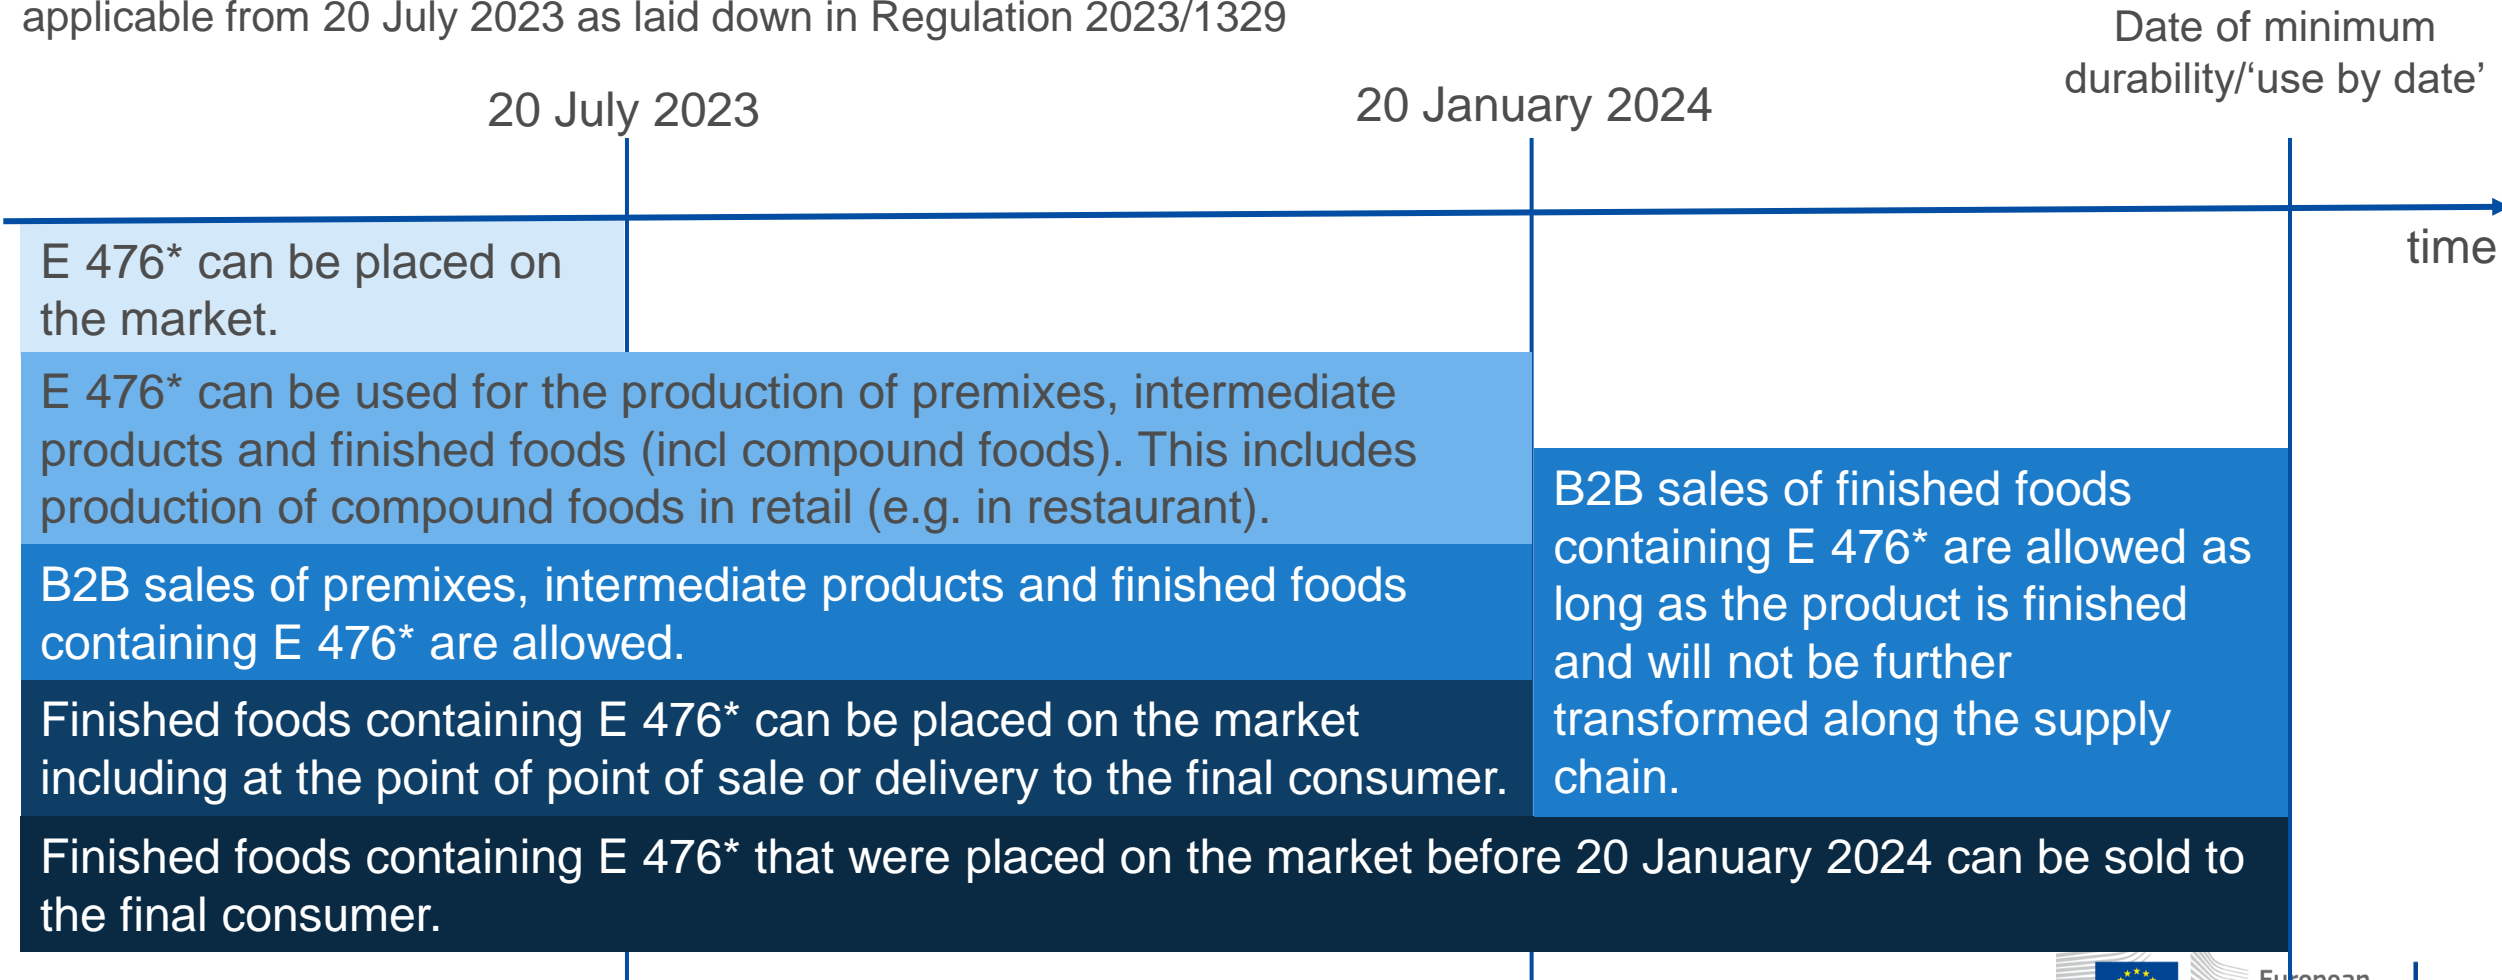 applicable from 20 July 2023 as laid down in Regulation 2023/1329
Date of minimum
durability/‘use by date’
20 July 2023
20 January 2024
time
E 476* can be placed on
the market.
E 476* can be used for the production of premixes, intermediate
products and finished foods (incl compound foods). This includes
production of compound foods in retail (e.g. in restaurant).
B2B sales of premixes, intermediate products and finished foods
containing E 476* are allowed.
Finished foods containing E 476* can be placed on the market
including at the point of point of sale or delivery to the final consumer.
B2B sales of finished foods
containing E 476* are allowed as
long as the product is finished
and will not be further
transformed along the supply
chain.
Finished foods containing E 476* that were placed on the market before 20 January 2024 can be sold to
the final consumer.
European